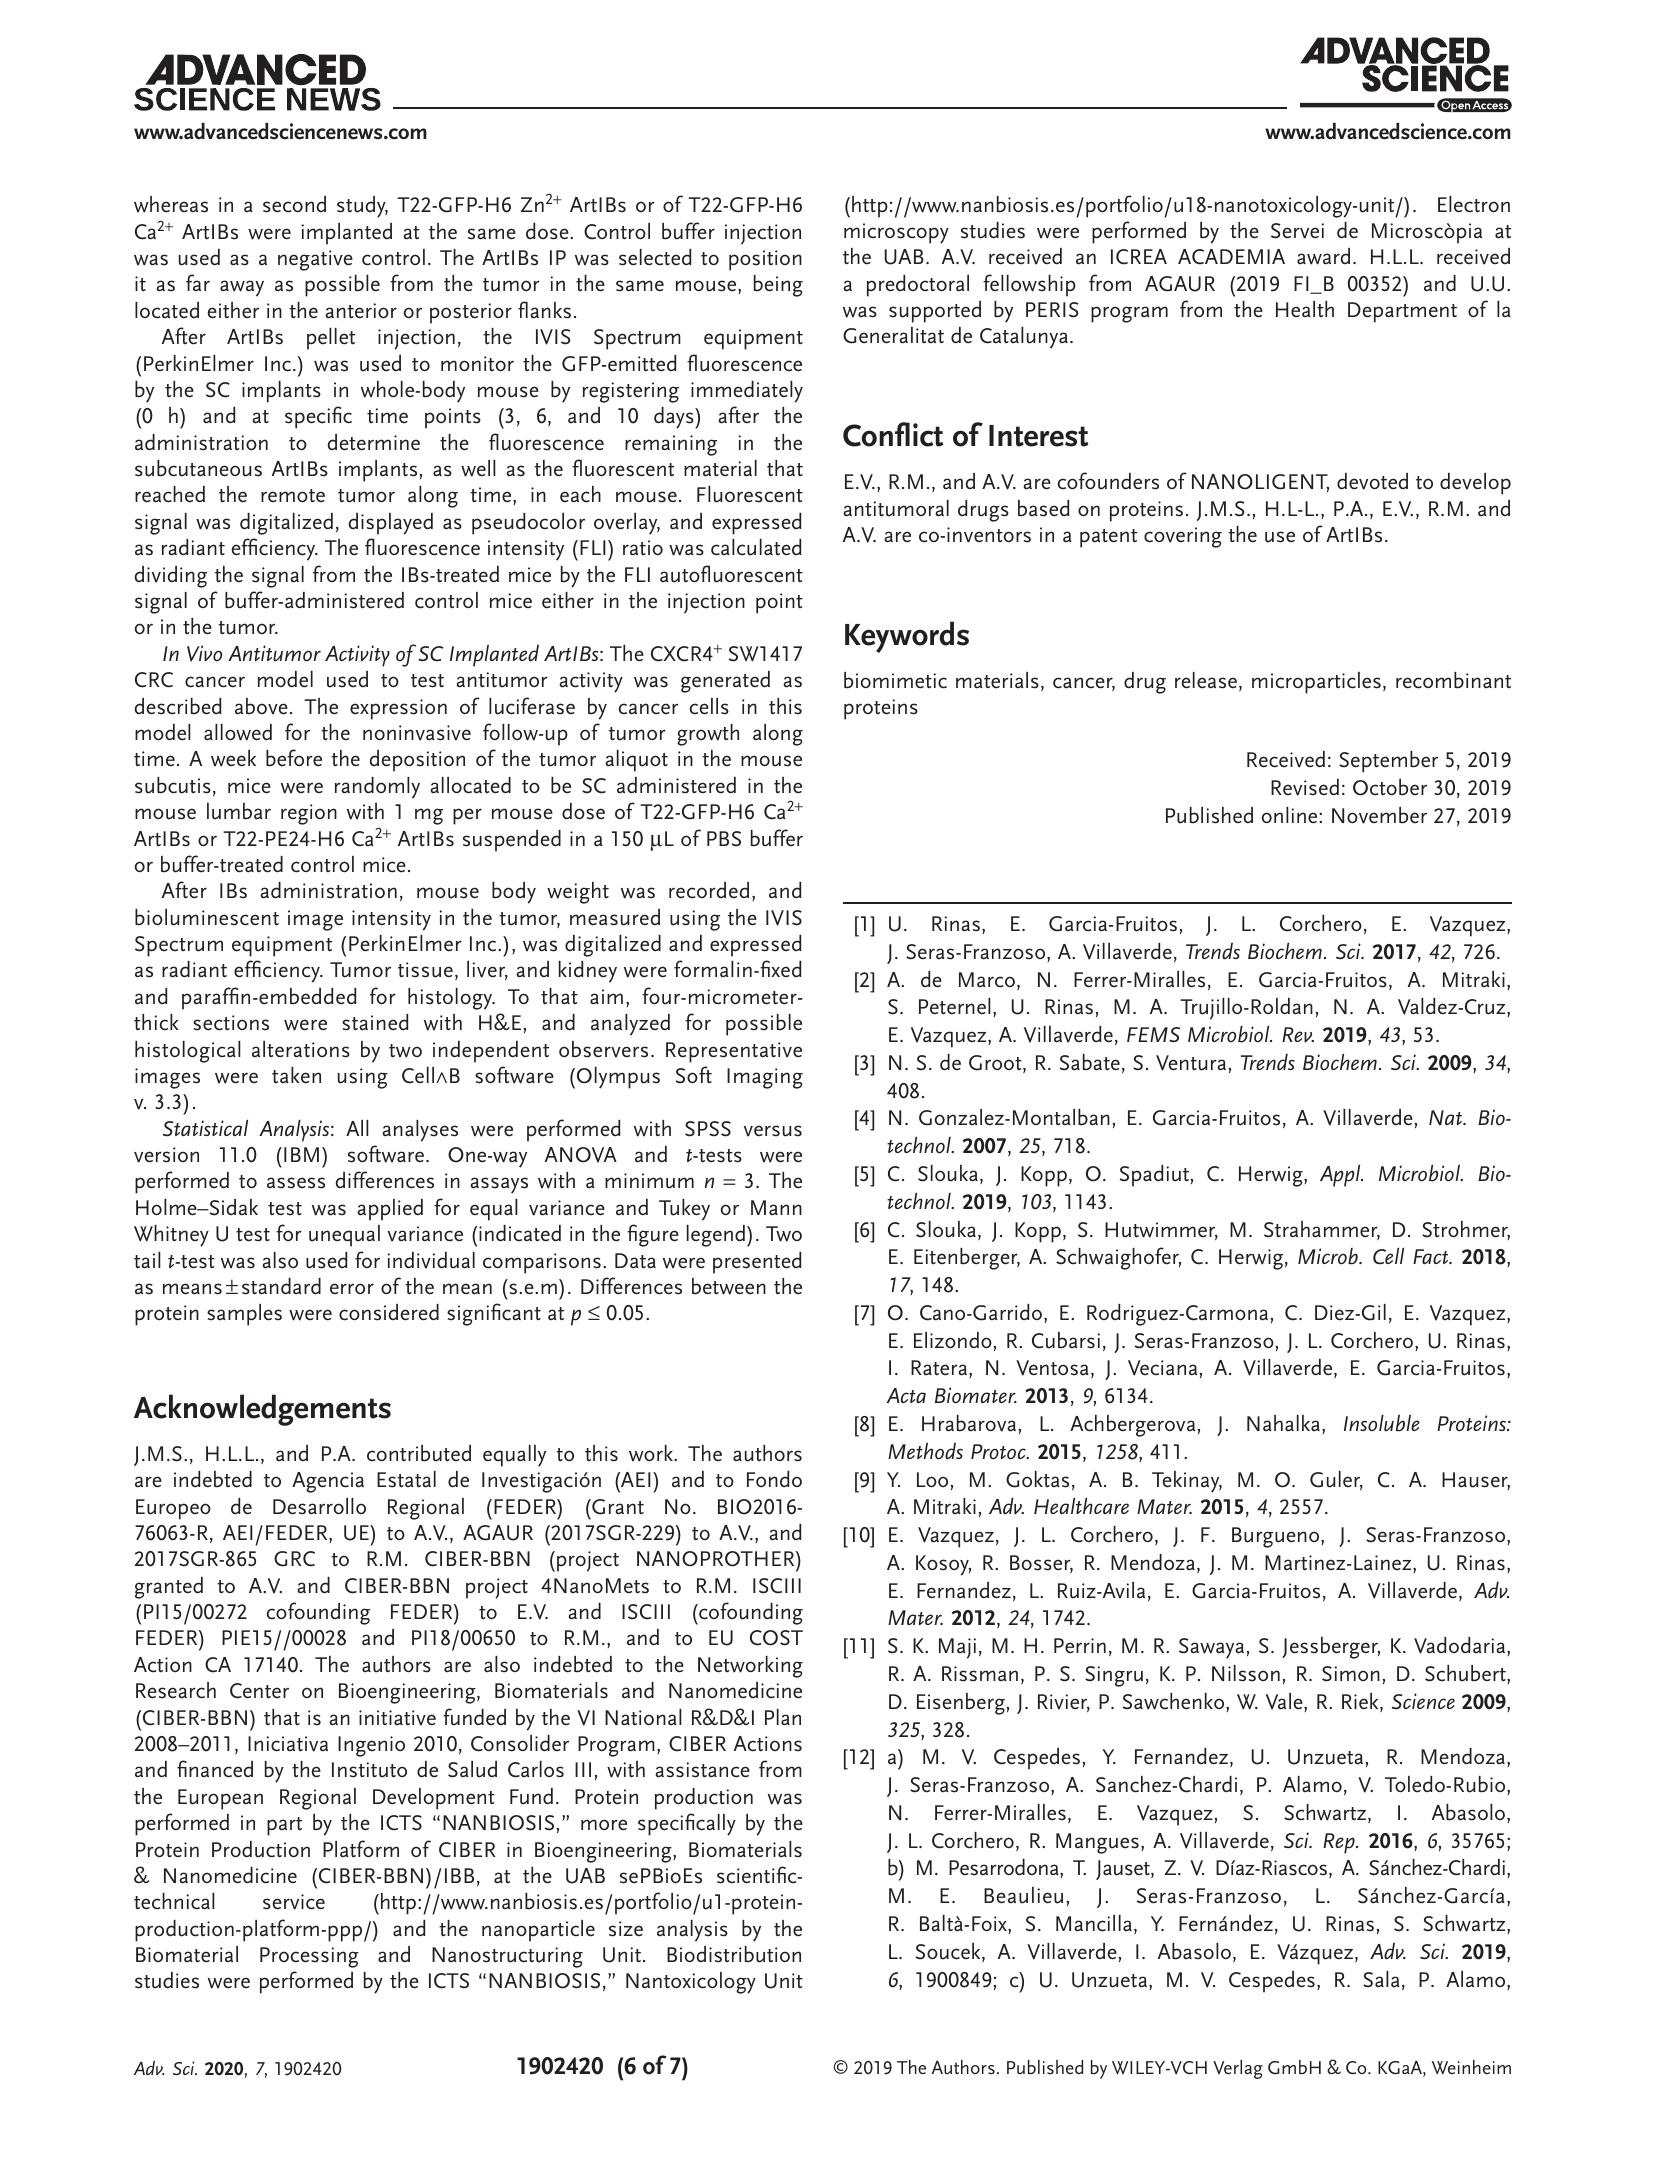 ADVANCED
SCIENCE NEWS
www.advancedsciencenews.com
ADVANCED
SCIENCE
Open Access
www.advancedscience.com
whereas in a second study, T22-GFP-H6 Zn2+ ArtIBs or of T22-GFP-H6
Ca2+ ArtIBs were implanted at the same dose. Control buffer injection
was used as a negative control. The ArtIBs IP was selected to position
it as far away as possible from the tumor in the same mouse, being
located either in the anterior or posterior flanks.
After ArtIBs pellet injection, the IVIS Spectrum equipment
(PerkinElmer Inc.) was used to monitor the GFP-emitted fluorescence
by the SC implants in whole-body mouse by registering immediately
(0 h) and at specific time points (3, 6, and 10 days) after the
administration to determine the fluorescence remaining in the
subcutaneous ArtIBs implants, as well as the fluorescent material that
reached the remote tumor along time, in each mouse. Fluorescent
signal was digitalized, displayed as pseudocolor overlay, and expressed
as radiant efficiency. The fluorescence intensity (FLI) ratio was calculated
dividing the signal from the IBs-treated mice by the FLI autofluorescent
signal of buffer-administered control mice either in the injection point
or in the tumor.
In Vivo Antitumor Activity of SC Implanted ArtIBs: The CXCR4+ SW1417
CRC cancer model used to test antitumor activity was generated as
described above. The expression of luciferase by cancer cells in this
model allowed for the noninvasive follow-up of tumor growth along
time. A week before the deposition of the tumor aliquot in the mouse
subcutis, mice were randomly allocated to be SC administered in the
mouse lumbar region with 1 mg per mouse dose of T22-GFP-H6 Ca2+
ArtIBs or T22-PE24-H6 Ca2+ ArtIBs suspended in a 150 µL of PBS buffer
or buffer-treated control mice.
After IBs administration, mouse body weight was recorded, and
bioluminescent image intensity in the tumor, measured using the IVIS
Spectrum equipment (PerkinElmer Inc.), was digitalized and expressed
as radiant efficiency. Tumor tissue, liver, and kidney were formalin-fixed
and paraffin-embedded for histology. To that aim, four-micrometer-
thick sections were stained with H&E, and analyzed for possible
histological alterations by two independent observers. Representative
images were taken using Cell∧B software (Olympus Soft Imaging
v. 3.3).
Statistical Analysis: All analyses were performed with SPSS versus
version 11.0 (IBM) software. One-way ANOVA and t-tests were
performed to assess differences in assays with a minimum n = 3. The
Holme–Sidak test was applied for equal variance and Tukey or Mann
Whitney U test for unequal variance (indicated in the figure legend). Two
tail t-test was also used for individual comparisons. Data were presented
as means±standard error of the mean (s.e.m). Differences between the
protein samples were considered significant at p ≤ 0.05.
Acknowledgements
J.M.S., H.L.L., and P.A. contributed equally to this work. The authors
are indebted to Agencia Estatal de Investigación (AEI) and to Fondo
Europeo de Desarrollo Regional (FEDER) (Grant No. BIO2016-
76063-R, AEI/FEDER, UE) to A.V., AGAUR (2017SGR-229) to A.V., and
2017SGR-865 GRC to R.M. CIBER-BBN (project NANOPROTHER)
granted to A.V. and CIBER-BBN project 4NanoMets to R.M. ISCIII
(PI15/00272 cofounding FEDER) to E.V. and ISCIII (cofounding
FEDER) PIE15//00028 and PI18/00650 to R.M., and to EU COST
Action CA 17140. The authors are also indebted to the Networking
Research Center on Bioengineering, Biomaterials and Nanomedicine
(CIBER-BBN) that is an initiative funded by the VI National R&D&I Plan
2008–2011, Iniciativa Ingenio 2010, Consolider Program, CIBER Actions
and financed by the Instituto de Salud Carlos III, with assistance from
the European Regional Development Fund. Protein production was
performed in part by the ICTS “NANBIOSIS,” more specifically by the
Protein Production Platform of CIBER in Bioengineering, Biomaterials
& Nanomedicine (CIBER-BBN)/IBB, at the UAB sePBioEs scientific-
technical service (http://www.nanbiosis.es/portfolio/u1-protein-
production-platform-ppp/) and the nanoparticle size analysis by the
Biomaterial Processing and Nanostructuring Unit. Biodistribution
studies were performed by the ICTS “NANBIOSIS,” Nantoxicology Unit
(http://www.nanbiosis.es/portfolio/u18-nanotoxicology-unit/). Electron
microscopy studies were performed by the Servei de Microscòpia at
the UAB. A.V. received an ICREA ACADEMIA award. H.L.L. received
a predoctoral fellowship from AGAUR (2019 FI_B 00352) and U.U.
was supported by PERIS program from the Health Department of la
Generalitat de Catalunya.
Conflict of Interest
E.V., R.M., and A.V. are cofounders of NANOLIGENT, devoted to develop
antitumoral drugs based on proteins. J.M.S., H.L-L., P.A., E.V., R.M. and
A.V. are co-inventors in a patent covering the use of ArtIBs.
Keywords
biomimetic materials, cancer, drug release, microparticles, recombinant
proteins
Received: September 5, 2019
Revised: October 30, 2019
Published online: November 27, 2019
[1] U. Rinas, E. Garcia-Fruitos, J. L. Corchero, E. Vazquez,
J. Seras-Franzoso, A. Villaverde, Trends Biochem. Sci. 2017, 42, 726.
[2] A. de Marco, N. Ferrer-Miralles, E. Garcia-Fruitos, A. Mitraki,
S. Peternel, U. Rinas, M. A. Trujillo-Roldan, N. A. Valdez-Cruz,
E. Vazquez, A. Villaverde, FEMS Microbiol. Rev. 2019, 43, 53.
[3] N. S. de Groot, R. Sabate, S. Ventura, Trends Biochem. Sci. 2009, 34,
408.
[4] N. Gonzalez-Montalban, E. Garcia-Fruitos, A. Villaverde, Nat. Bio-
technol. 2007, 25, 718.
[5] C. Slouka, J. Kopp, O. Spadiut, C. Herwig, Appl. Microbiol. Bio-
technol. 2019, 103, 1143.
[6] C. Slouka, J. Kopp, S. Hutwimmer, M. Strahammer, D. Strohmer,
E. Eitenberger, A. Schwaighofer, C. Herwig, Microb. Cell Fact. 2018,
17, 148.
[7] O. Cano-Garrido, E. Rodriguez-Carmona, C. Diez-Gil, E. Vazquez,
E. Elizondo, R. Cubarsi, J. Seras-Franzoso, J. L. Corchero, U. Rinas,
I. Ratera, N. Ventosa, J. Veciana, A. Villaverde, E. Garcia-Fruitos,
Acta Biomater. 2013, 9, 6134.
[8] E. Hrabarova, L. Achbergerova, J. Nahalka, Insoluble Proteins:
Methods Protoc. 2015, 1258, 411.
[9] Y. Loo, M. Goktas, A. B. Tekinay, M. O. Guler, C. A. Hauser,
A. Mitraki, Adv. Healthcare Mater. 2015, 4, 2557.
[10] E. Vazquez, J. L. Corchero, J. F. Burgueno, J. Seras-Franzoso,
A. Kosoy, R. Bosser, R. Mendoza, J. M. Martinez-Lainez, U. Rinas,
E. Fernandez, L. Ruiz-Avila, E. Garcia-Fruitos, A. Villaverde, Adv.
Mater. 2012, 24, 1742.
[11] S. K. Maji, M. H. Perrin, M. R. Sawaya, S. Jessberger, K. Vadodaria,
R. A. Rissman, P. S. Singru, K. P. Nilsson, R. Simon, D. Schubert,
D. Eisenberg, J. Rivier, P. Sawchenko, W. Vale, R. Riek, Science 2009,
325, 328.
[12] a) M. V. Cespedes, Y. Fernandez, U. Unzueta, R. Mendoza,
J. Seras-Franzoso, A. Sanchez-Chardi, P. Alamo, V. Toledo-Rubio,
N. Ferrer-Miralles, E. Vazquez, S. Schwartz, I. Abasolo,
J. L. Corchero, R. Mangues, A. Villaverde, Sci. Rep. 2016, 6, 35765;
b) M. Pesarrodona, T. Jauset, Z. V. Díaz-Riascos, A. Sánchez-Chardi,
M. E. Beaulieu, J. Seras-Franzoso, L. Sánchez-García,
R. Baltà-Foix, S. Mancilla, Y. Fernández, U. Rinas, S. Schwartz,
L. Soucek, A. Villaverde, I. Abasolo, E. Vázquez, Adv. Sci. 2019,
6, 1900849; c) U. Unzueta, M. V. Cespedes, R. Sala, P. Alamo,
Adv. Sci. 2020, 7, 1902420
1902420 (6 of 7)
© 2019 The Authors. Published by WILEY-VCH Verlag GmbH & Co. KGaA, Weinheim